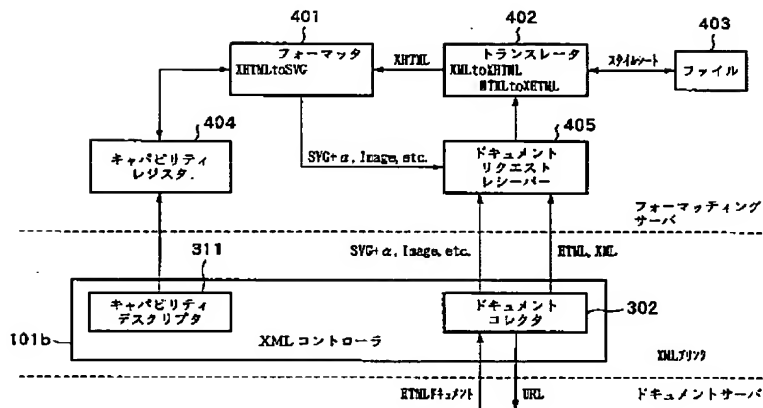 401
402
403
フォーマッタ
XHTMLtoSVG
XHTML
トランスレータ
XMLtoXHTML
HTMLtoXHTML
スタイルシート
ファイル
404
405
キャパビリティ
レジスタ.
SVG+α, Image, etc.
ドキュメント
リクエスト
レシーバー
フォーマッティング
サーバ
SVG+α, Image, etc.
HTML, XML
311
キャパビリティ
デスクリプタ
ドキュメント
コレクタ
302
101b
XMLコントローラ
XMLプリンタ
HTMLドキュメント
URL
ドキュメントサーバ